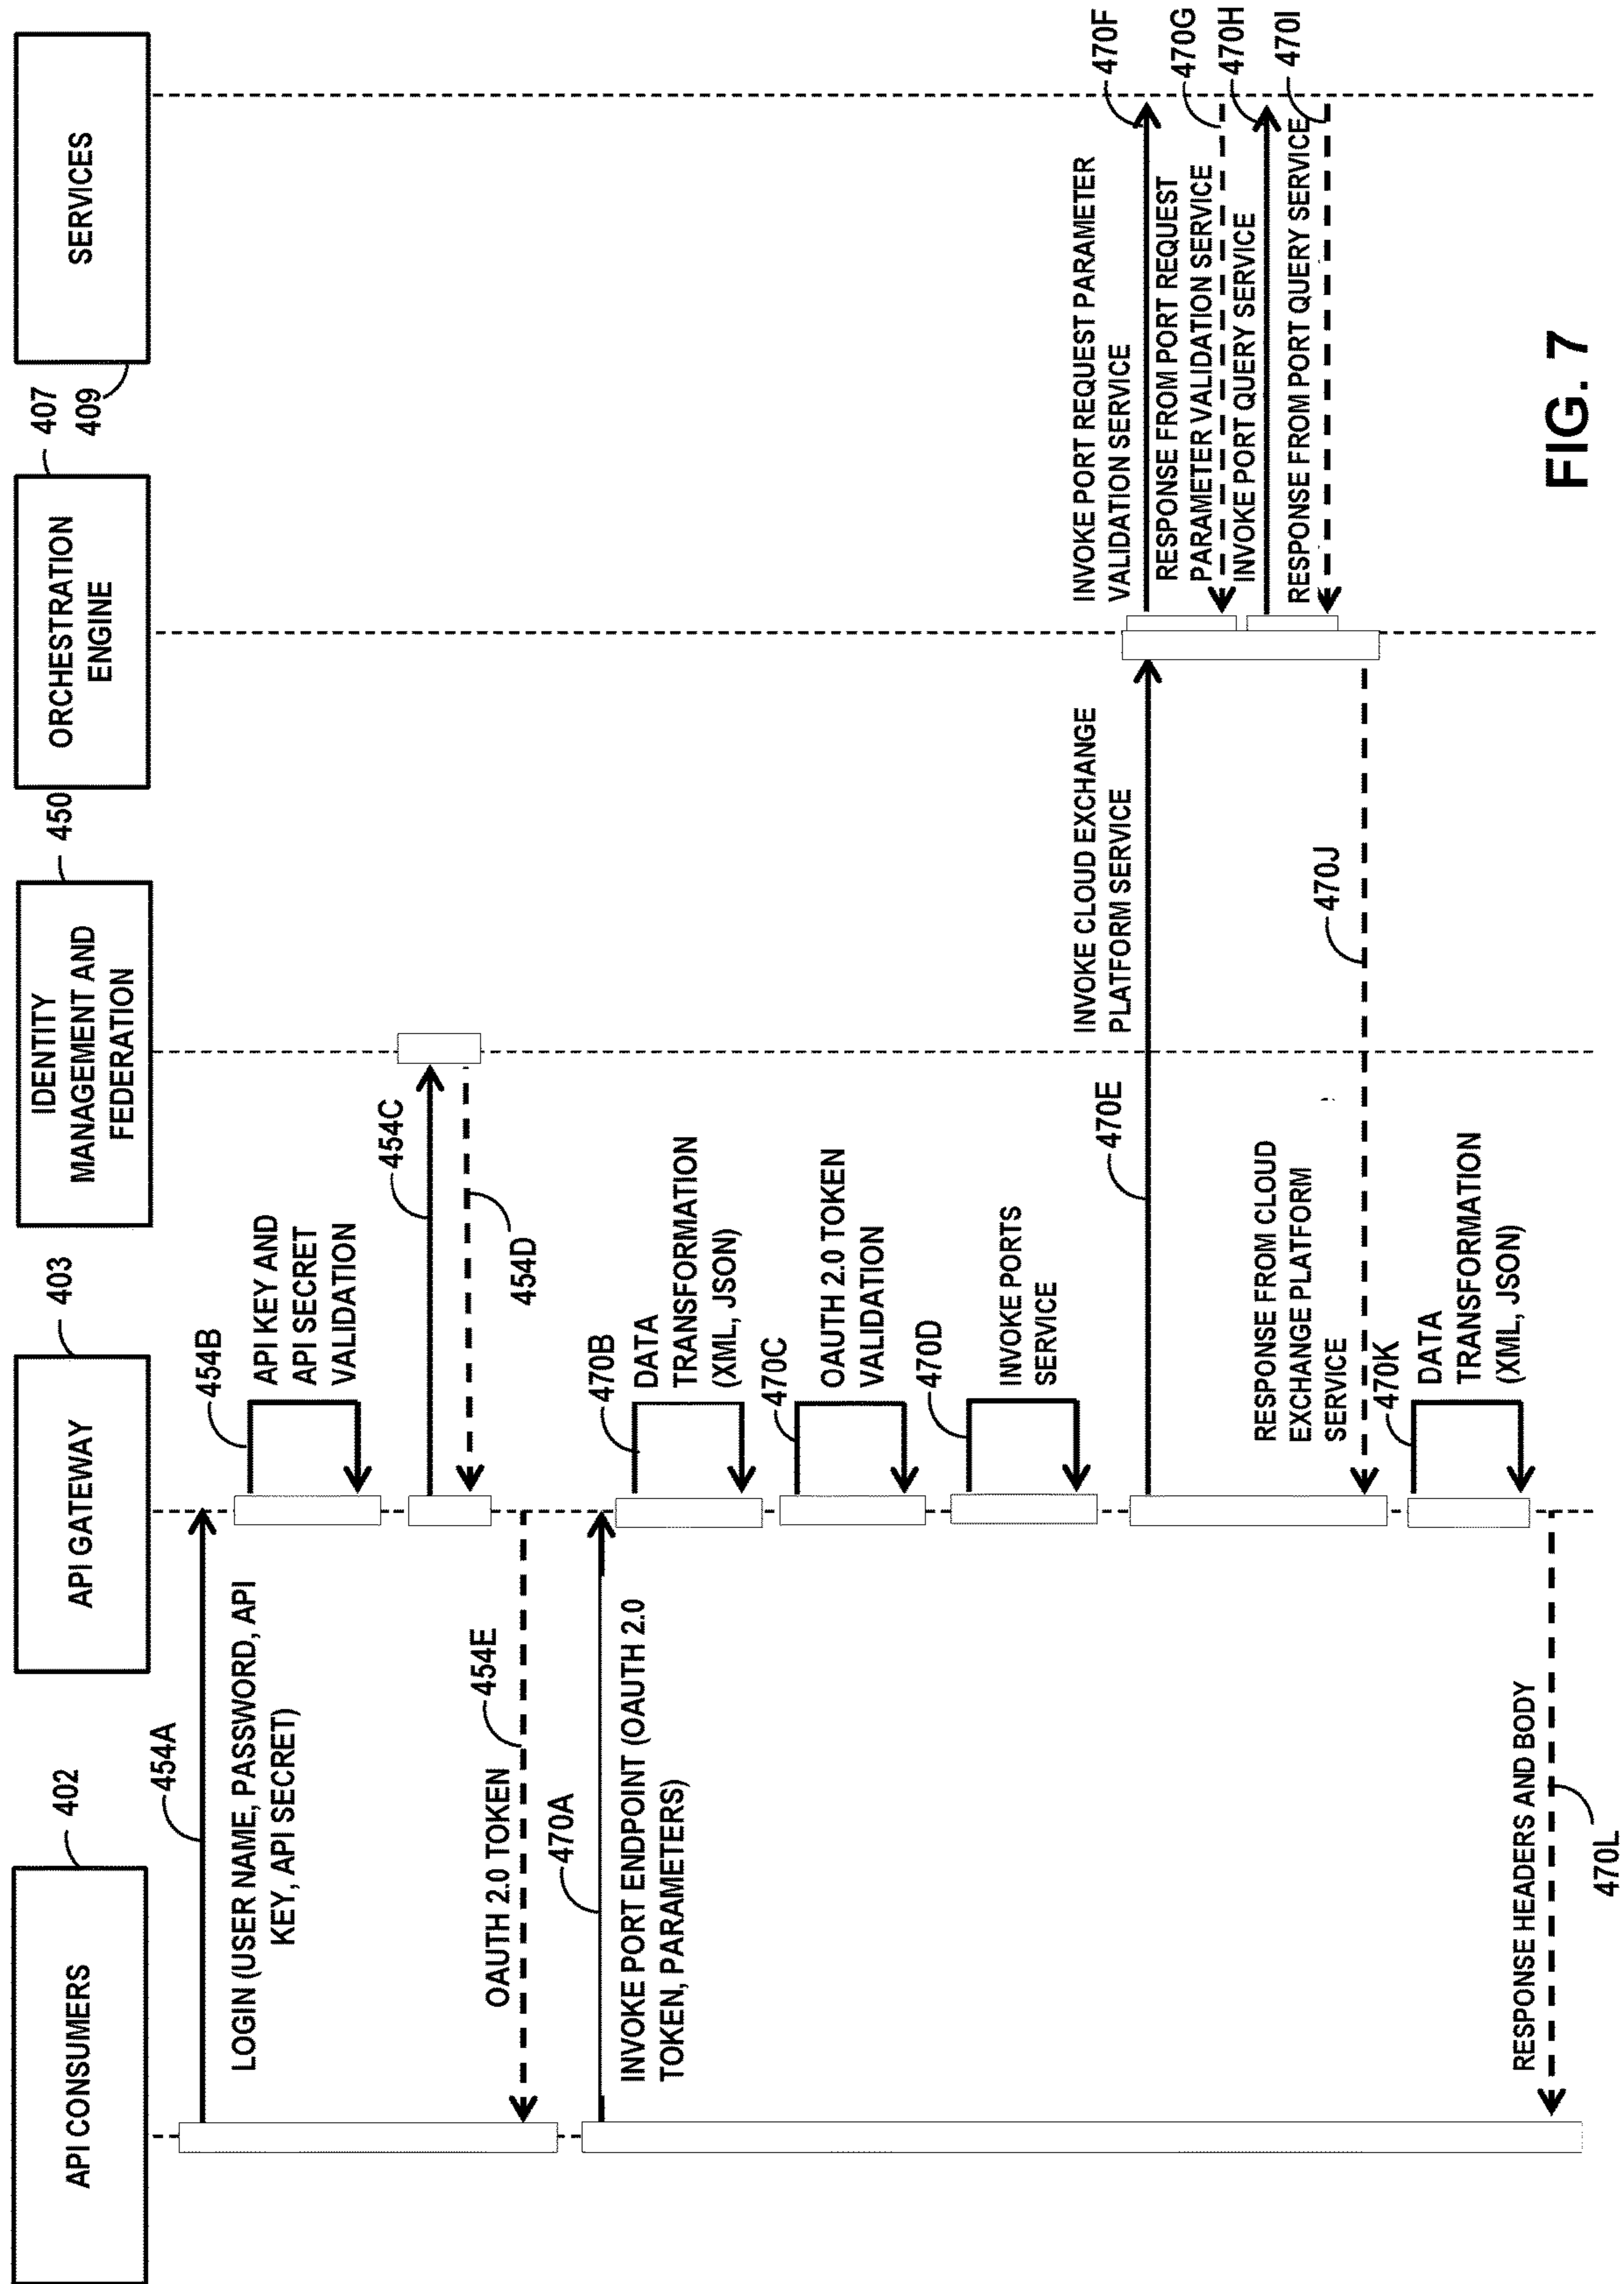 API CONSUMERS
402
API GATEWAY
403
IDENTITY
MANAGEMENT AND
FEDERATION
450
ORCHESTRATION
ENGINE
407
SERVICES
409
454A
LOGIN (USER NAME, PASSWORD, API
KEY, API SECRET)
454B
API KEY AND
API SECRET
VALIDATION
454C
454D
454E
OAUTH 2.0 TOKEN
470A
INVOKE PORT ENDPOINT (OAUTH 2.0
TOKEN, PARAMETERS)
470B
DATA
TRANSFORMATION
(XML, JSON)
470C
OAUTH 2.0 TOKEN
VALIDATION
470D
INVOKE PORTS
SERVICE
470E
INVOKE CLOUD EXCHANGE
PLATFORM SERVICE
INVOKE PORT REQUEST PARAMETER
VALIDATION SERVICE
470F
RESPONSE FROM PORT REQUEST
PARAMETER VALIDATION SERVICE
470G
INVOKE PORT QUERY SERVICE
470H
RESPONSE FROM PORT QUERY SERVICE
470I
RESPONSE FROM CLOUD
EXCHANGE PLATFORM
SERVICE
470J
470K
DATA
TRANSFORMATION
(XML, JSON)
RESPONSE HEADERS AND BODY
470L
FIG. 7